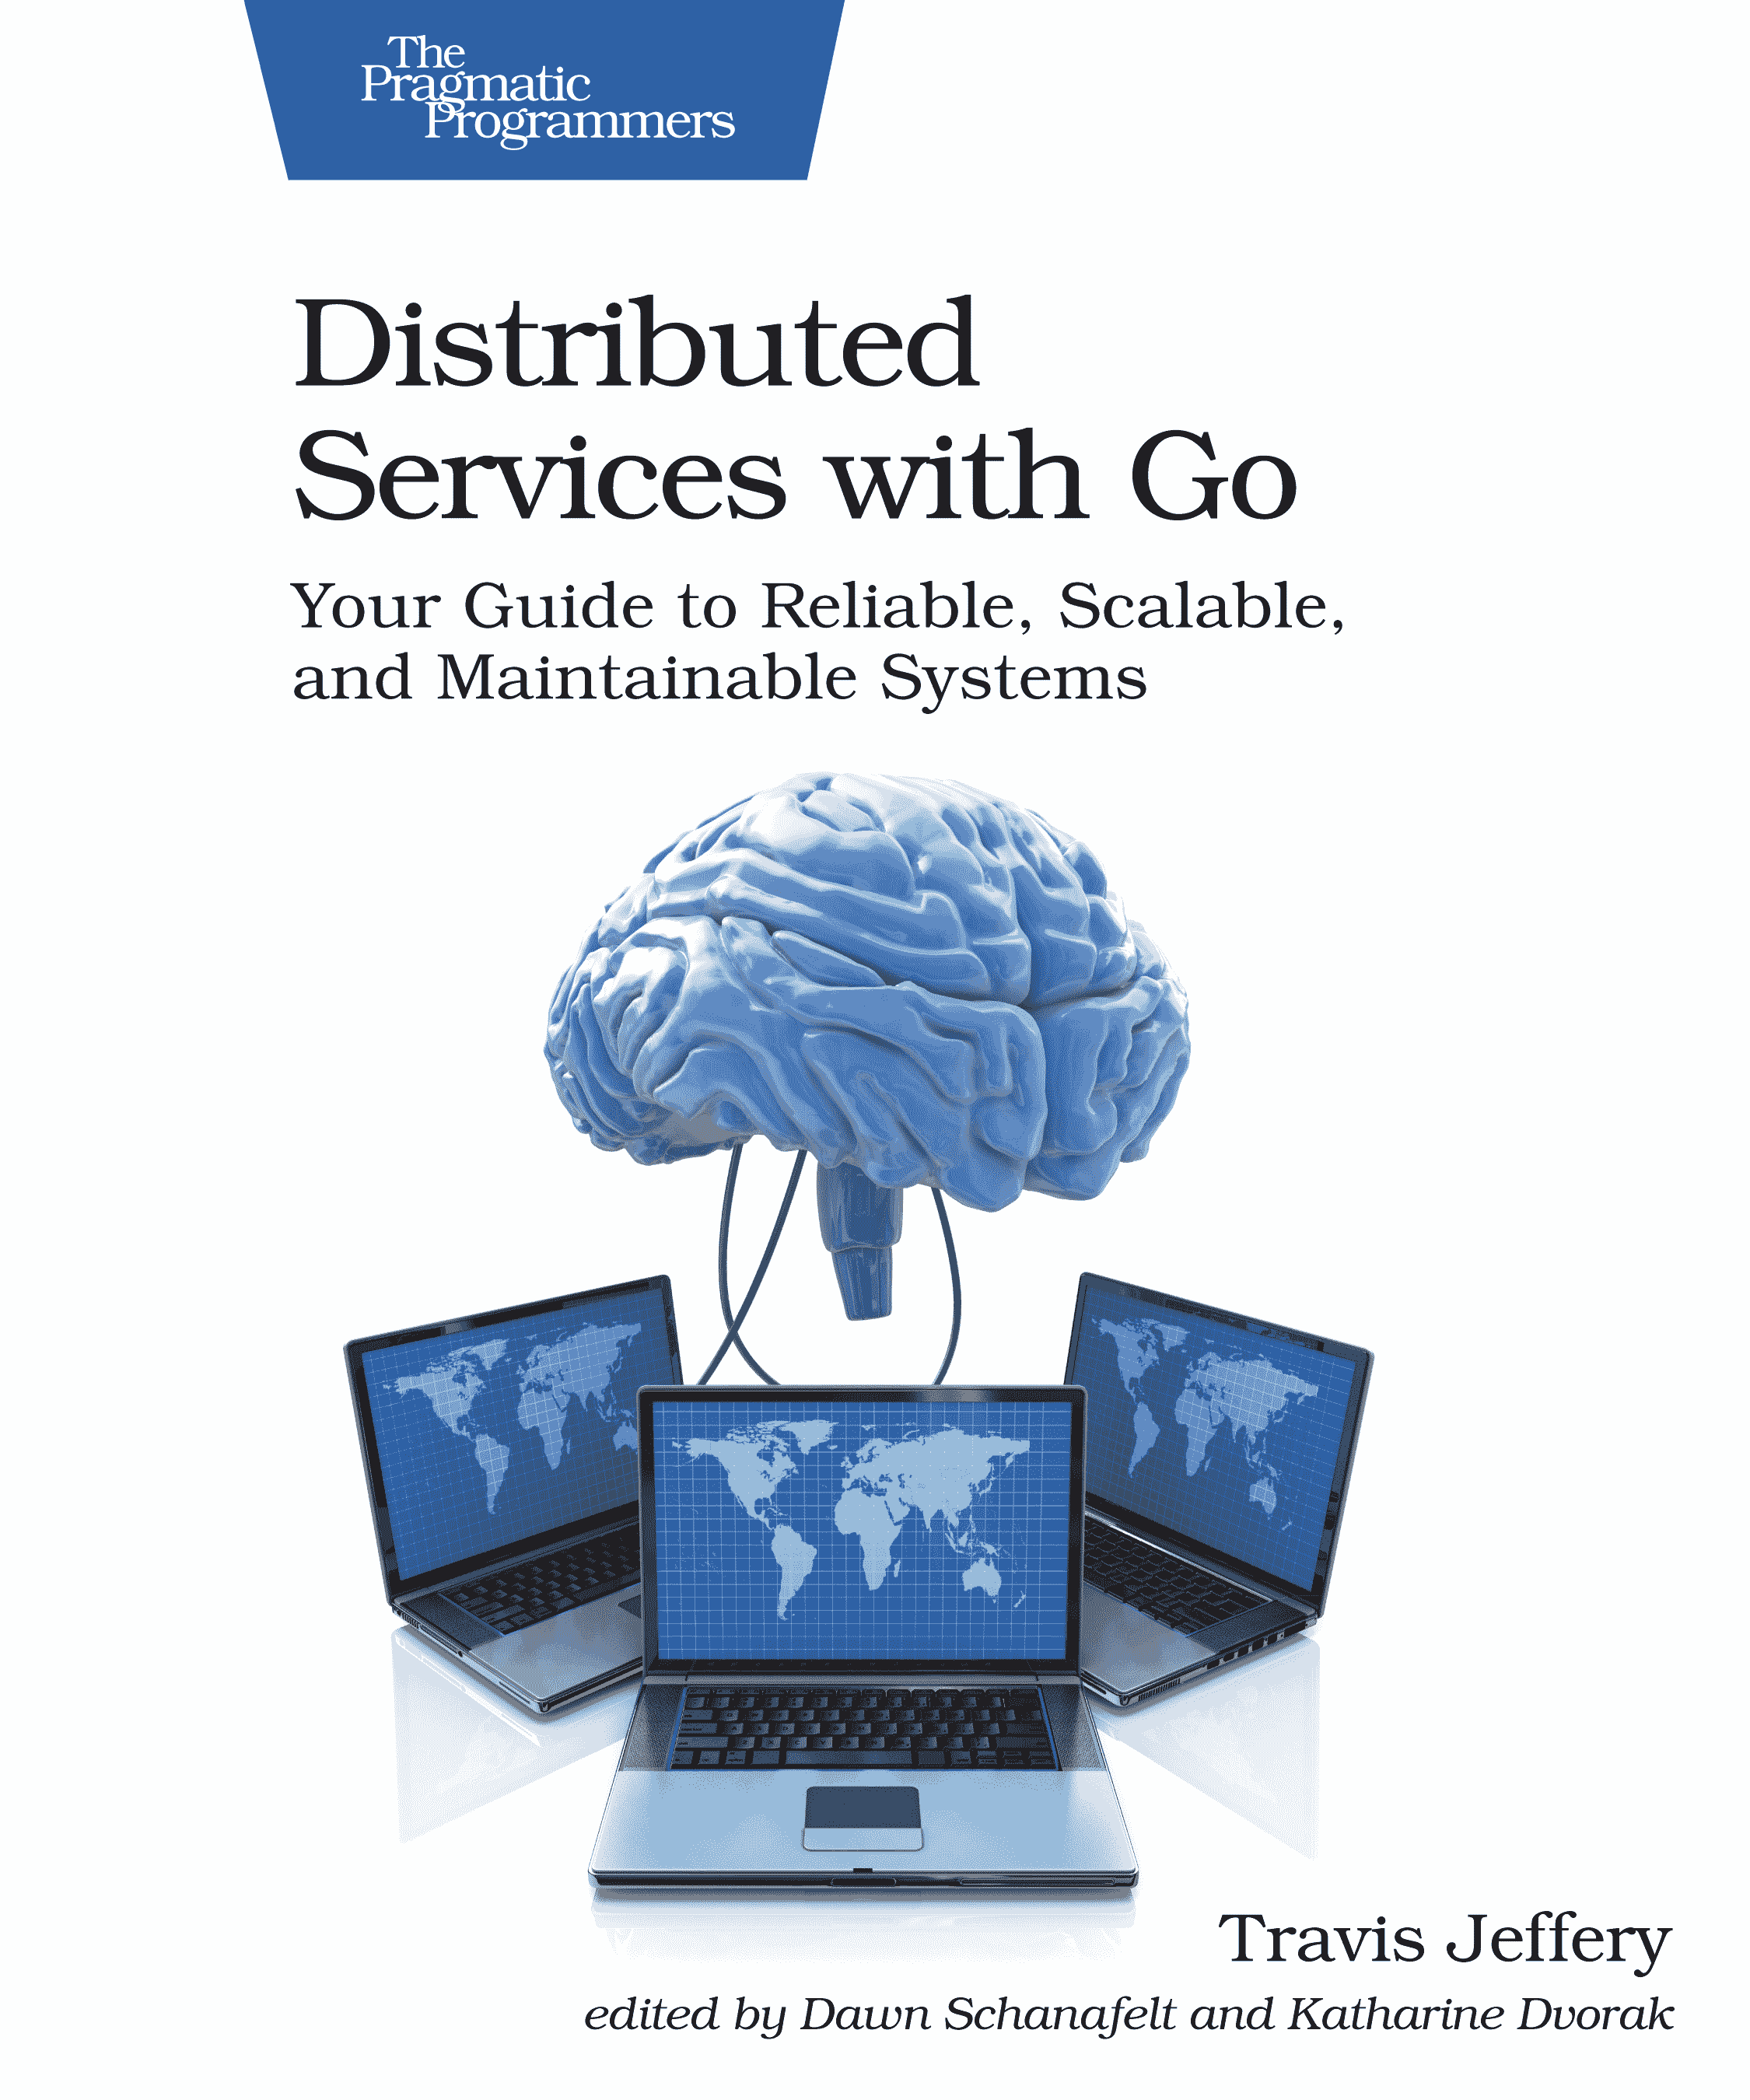 The
Pragmatic
Programmers
Distributed
Services with Go
Your Guide to Reliable, Scalable,
and Maintainable Systems
Travis Jeffery
edited by Dawn Schanafelt and Katharine Dvorak